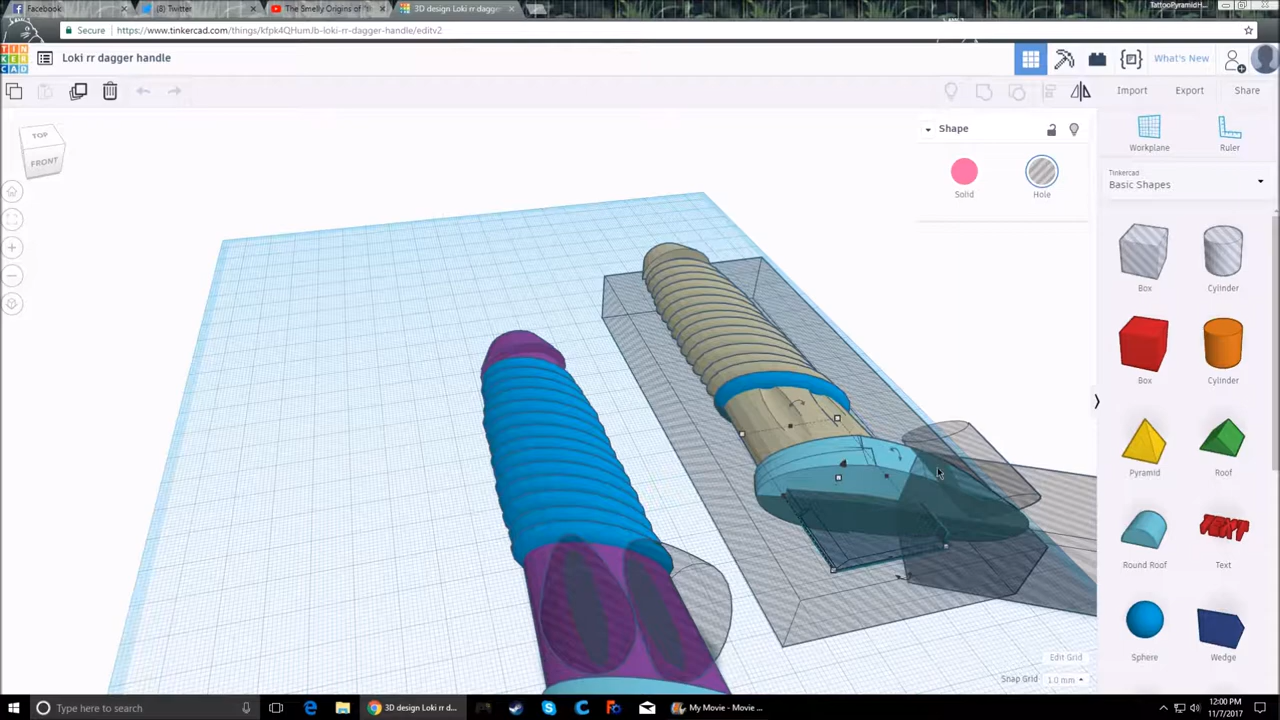 Facebook
Twitter
The Smelly Origins of
3D design Loki rr dagge
TattooPyramidH...
Secure
https://www.tinkercad.com/things/kfpk4QHumJb-loki-rr-dagger-handle/editv2
TIN
KER
CAD
Loki rr dagger handle
What's New
Import
Export
Share
TOP
FRONT
Shape
Solid
Hole
Workplane
Ruler
Tinkercad
Basic Shapes
Box
Cylinder
Box
Cylinder
Pyramid
Roof
TEXT
Round Roof
Text
Sphere
Wedge
Edit Grid
Snap Grid 1.0 mm
Type here to search
3D design Loki rr d...
My Movie - Movie ...
12:00 PM
11/7/2017